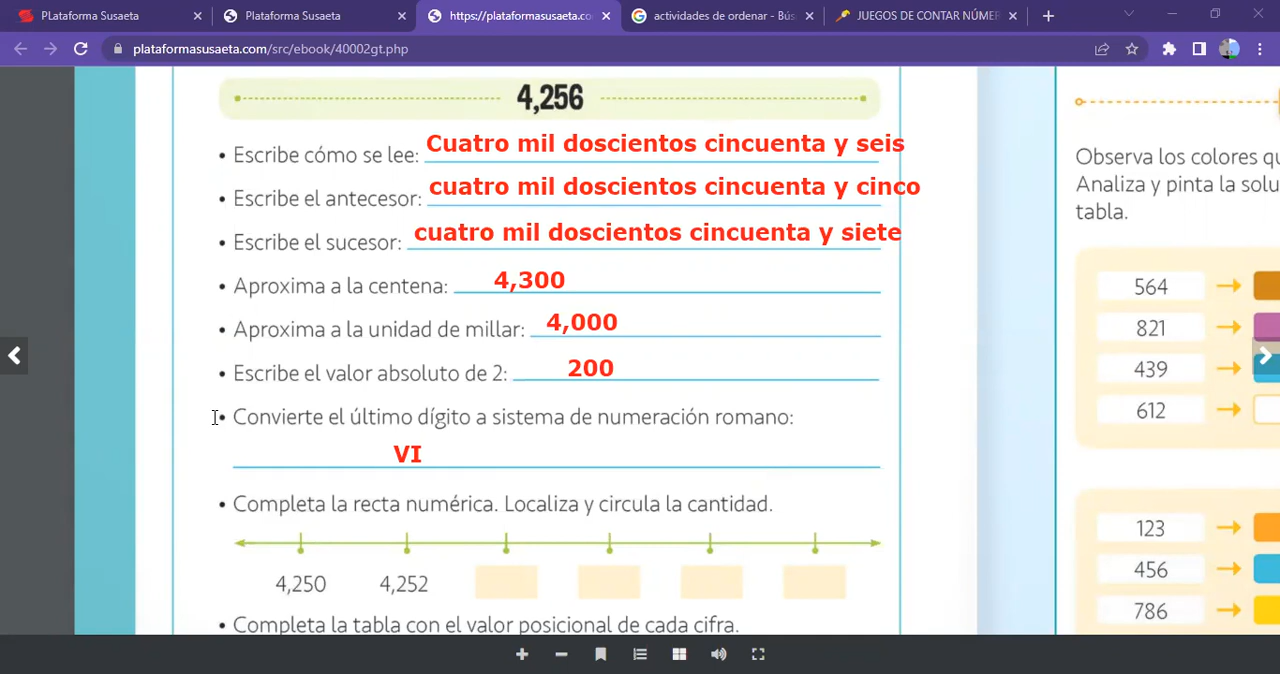 PLataforma Susaeta
Plataforma Susaeta
https://plataformasusaeta.co
actividades de ordenar - Bús
JUEGOS DE CONTAR NÚMER
plataformasusaeta.com/src/ebook/40002gt.php
4,256
• Escribe cómo se lee: Cuatro mil doscientos cincuenta y seis
• Escribe el antecesor: cuatro mil doscientos cincuenta y cinco
• Escribe el sucesor: cuatro mil doscientos cincuenta y siete
• Aproxima a la centena: 4,300
• Aproxima a la unidad de millar: 4,000
• Escribe el valor absoluto de 2: 200
• Convierte el último dígito a sistema de numeración romano:
VI
• Completa la recta numérica. Localiza y circula la cantidad.
4,250 4,252
• Completa la tabla con el valor posicional de cada cifra.
Observa los colores qu
Analiza y pinta la solu
tabla.
564
821
439
612
123
456
786